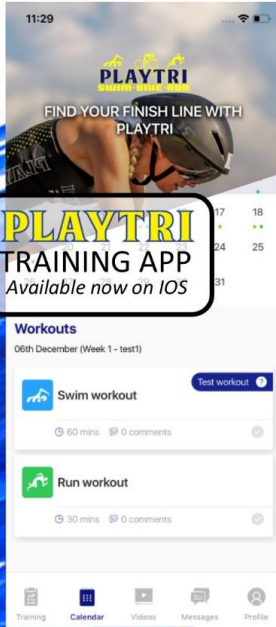 11:29
PLAYTRI
SWIM·BIKE·RUN
FIND YOUR FINISH LINE WITH
PLAYTRI
17 18
PLAYTRI
24 25
TRAINING APP
31
Available now on IOS
Workouts
06th December (Week 1 - test1)
Test workout ?
Swim workout
60 mins 0 comments
Run workout
30 mins 0 comments
Training Calendar Videos Messages Profile